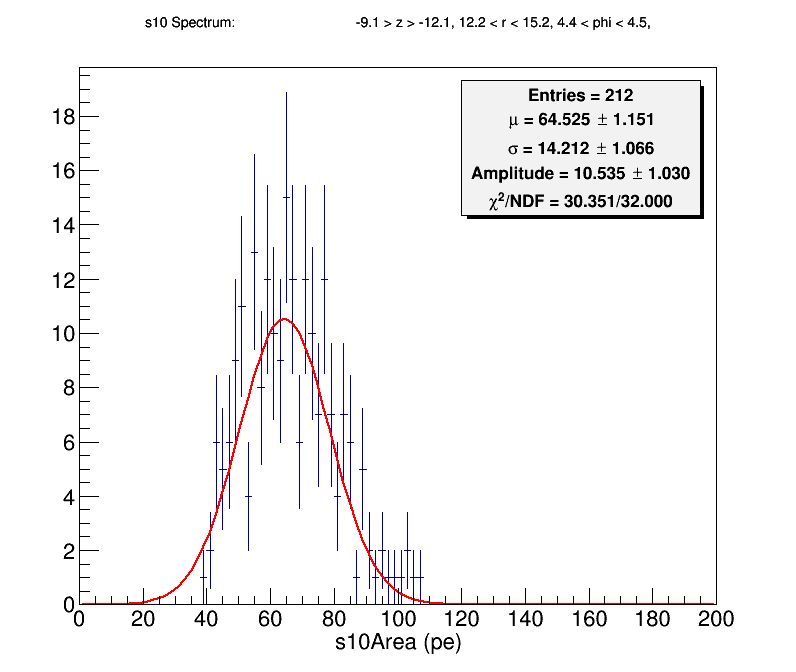 s10 Spectrum: -9.1 > z > -12.1, 12.2 < r < 15.2, 4.4 < phi < 4.5,
Entries = 212
μ = 64.525 ± 1.151
σ = 14.212 ± 1.066
Amplitude = 10.535 ± 1.030
χ²/NDF = 30.351/32.000
18
16
14
12
10
8
6
4
2
0
0 20 40 60 80 100 120 140 160 180 200
s10Area (pe)